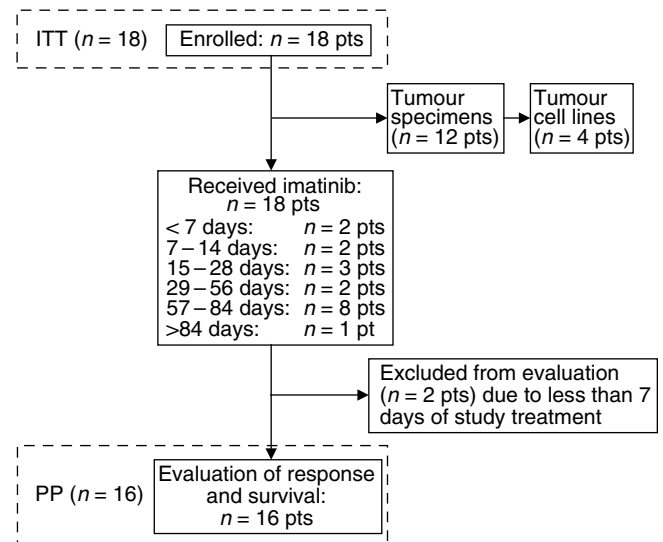 ITT (n = 18)
Enrolled: n = 18 pts
Tumour
specimens
(n = 12 pts)
Tumour
cell lines
(n = 4 pts)
Received imatinib:
n = 18 pts
< 7 days: n = 2 pts
7–14 days: n = 2 pts
15–28 days: n = 3 pts
29–56 days: n = 2 pts
57–84 days: n = 8 pts
>84 days: n = 1 pt
Excluded from evaluation
(n = 2 pts) due to less than 7
days of study treatment
PP (n = 16)
Evaluation of response
and survival:
n = 16 pts